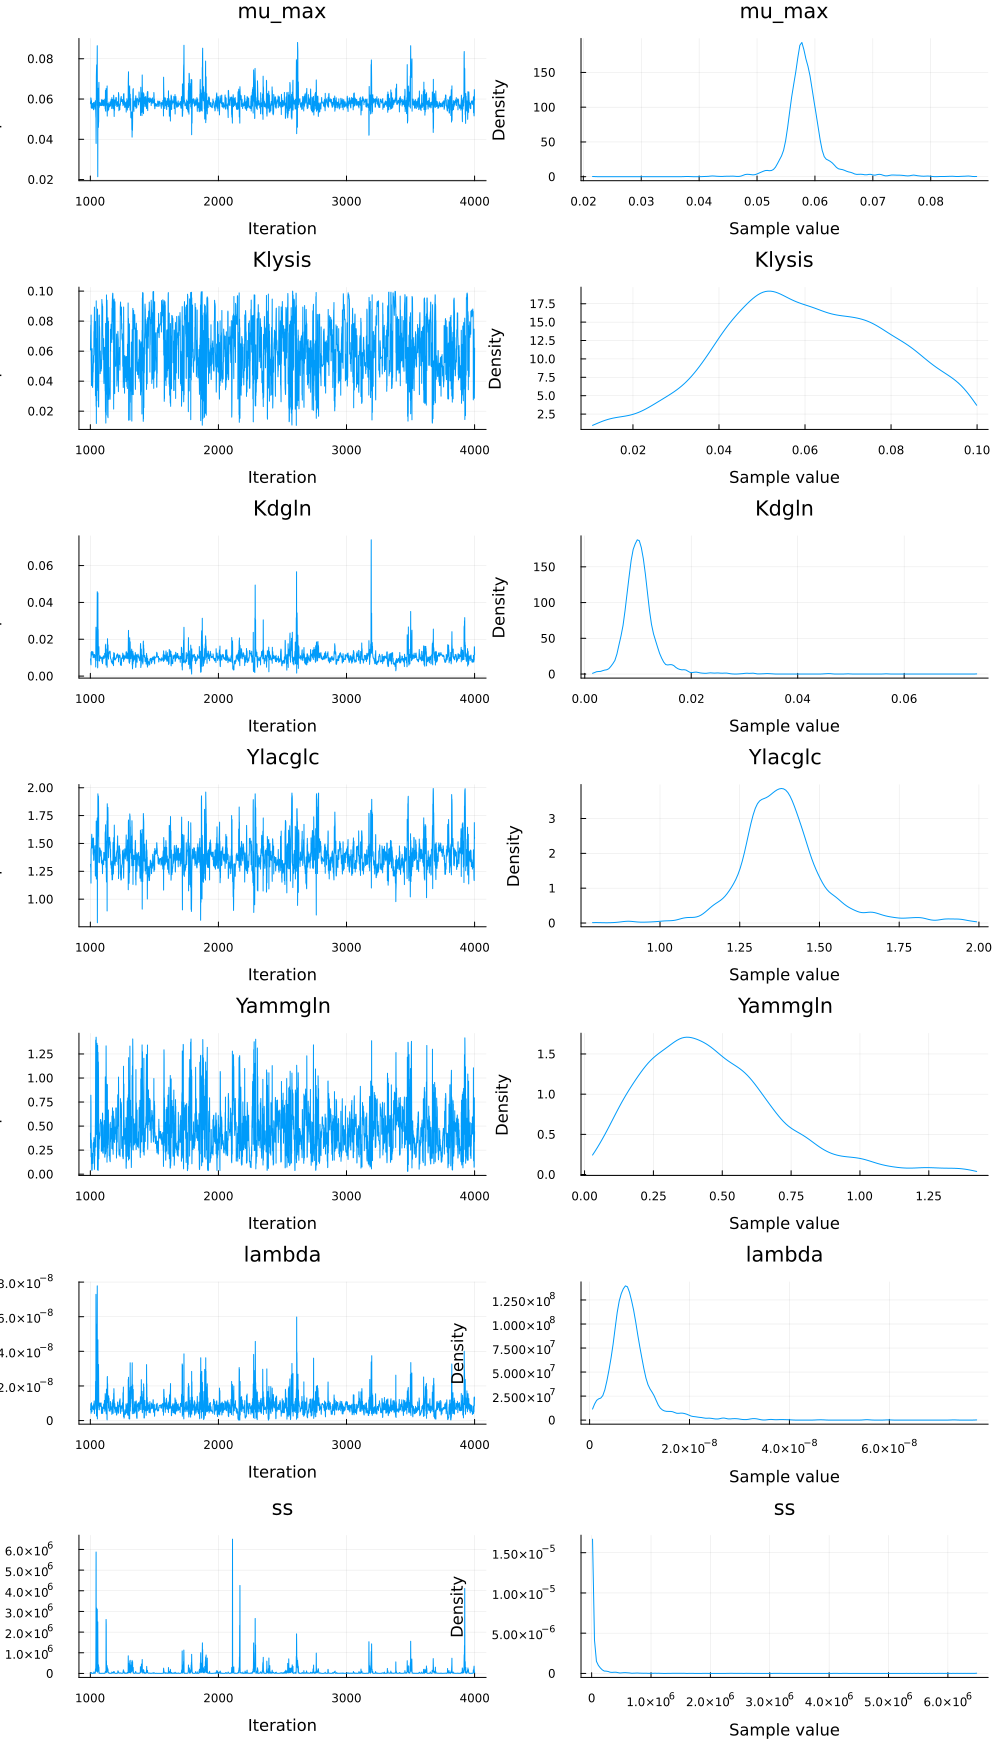 mu_max
mu_max
0.08
0.06
0.04
0.02
1000 2000 3000 4000
Iteration
Density
150
100
50
0
0.02 0.03 0.04 0.05 0.06 0.07 0.08
Sample value
Klysis
Klysis
0.10
0.08
0.06
0.04
0.02
1000 2000 3000 4000
Iteration
Density
17.5
15.0
12.5
10.0
7.5
5.0
2.5
0.02 0.04 0.06 0.08 0.10
Sample value
Kdgln
Kdgln
0.06
0.04
0.02
0.00
1000 2000 3000 4000
Iteration
Density
150
100
50
0
0.00 0.02 0.04 0.06
Sample value
Ylacglc
Ylacglc
2.00
1.75
1.50
1.25
1.00
1000 2000 3000 4000
Iteration
Density
3
2
1
0
1.00 1.25 1.50 1.75 2.00
Sample value
Yammgln
Yammgln
1.25
1.00
0.75
0.50
0.25
0.00
1000 2000 3000 4000
Iteration
Density
1.5
1.0
0.5
0.0
0.00 0.25 0.50 0.75 1.00 1.25
Sample value
lambda
lambda
8.0×10⁻⁸
6.0×10⁻⁸
4.0×10⁻⁸
2.0×10⁻⁸
0
1000 2000 3000 4000
Iteration
Density
1.250×10⁸
1.000×10⁸
7.500×10⁷
5.000×10⁷
2.500×10⁷
0
0 2.0×10⁻⁸ 4.0×10⁻⁸ 6.0×10⁻⁸
Sample value
ss
ss
6.0×10⁶
5.0×10⁶
4.0×10⁶
3.0×10⁶
2.0×10⁶
1.0×10⁶
0
1000 2000 3000 4000
Iteration
Density
1.50×10⁻⁵
1.00×10⁻⁵
5.00×10⁻⁶
0
0 1.0×10⁶ 2.0×10⁶ 3.0×10⁶ 4.0×10⁶ 5.0×10⁶ 6.0×10⁶
Sample value